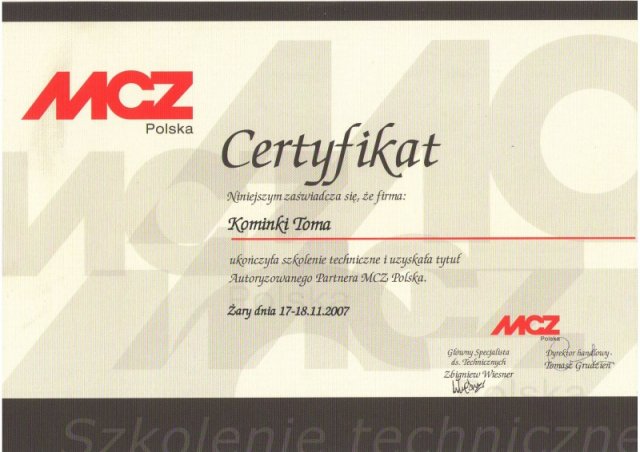 MCZ
Polska
Certyfikat
Niniejszym zaświadcza się, że firma:
Kominki Toma
ukończyła szkolenie techniczne i uzyskała tytuł
Autoryzowanego Partnera MCZ Polska.
Żary dnia 17-18.11.2007
MCZ
Polska
Główny Specjalista
ds. Technicznych
Zbigniew Wiesner
Dyrektor handlowy
Tomasz Grudzień
Szkolenie techniczne